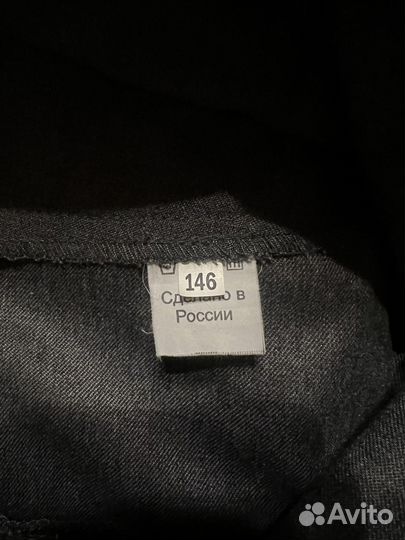 146
Сделано в
России
Avito